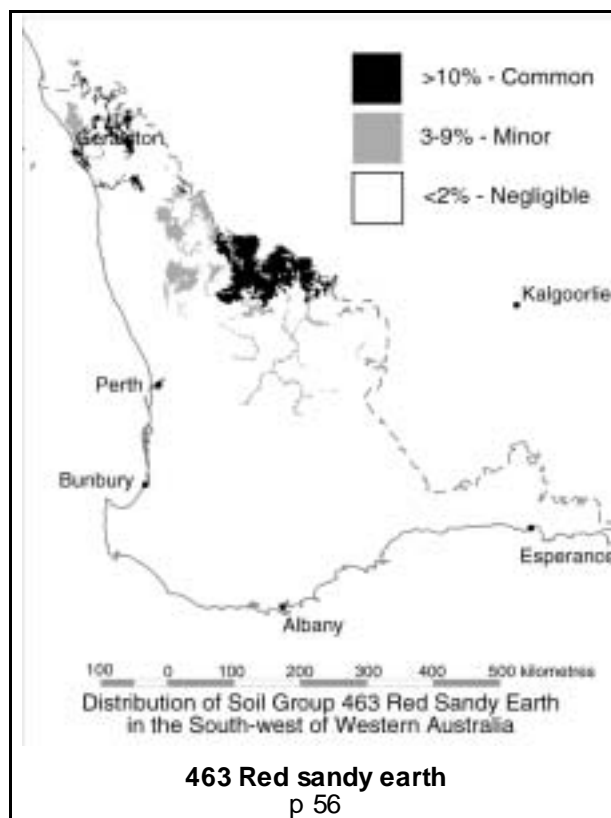 >10% - Common
3-9% - Minor
<2% - Negligible
Geraldton
Kalgoorlie
Perth
Bunbury
Esperance
Albany
100 0 100 200 300 400 500 kilometres
Distribution of Soil Group 463 Red Sandy Earth
in the South-west of Western Australia
463 Red sandy earth
p 56